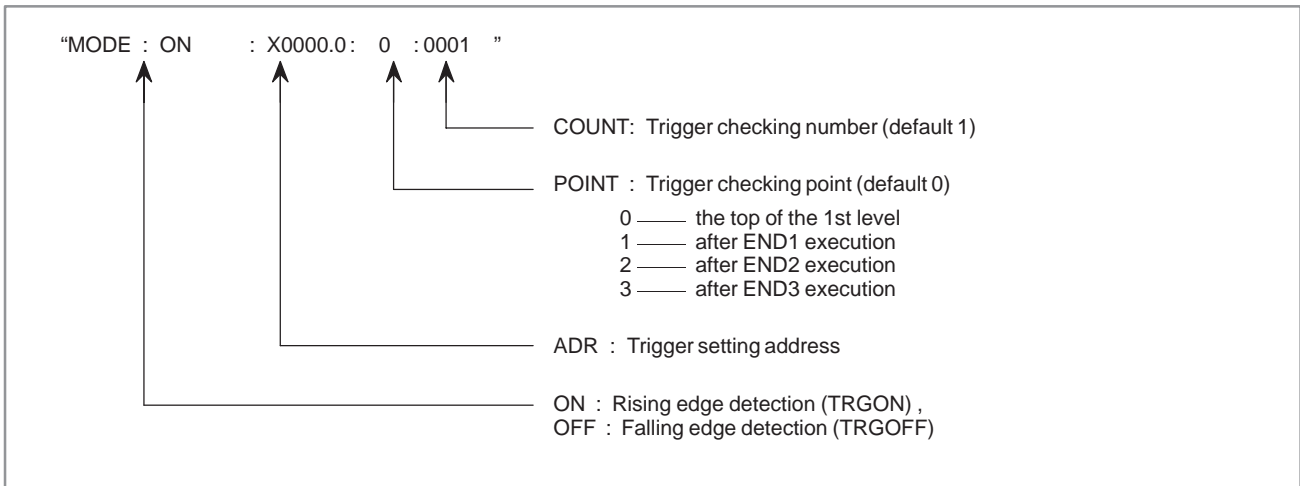 “MODE : ON : X0000.0 : 0 :0001 ”
COUNT: Trigger checking number (default 1)
POINT : Trigger checking point (default 0)
0 —— the top of the 1st level
1 —— after END1 execution
2 —— after END2 execution
3 —— after END3 execution
ADR : Trigger setting address
ON : Rising edge detection (TRGON) ,
OFF : Falling edge detection (TRGOFF)